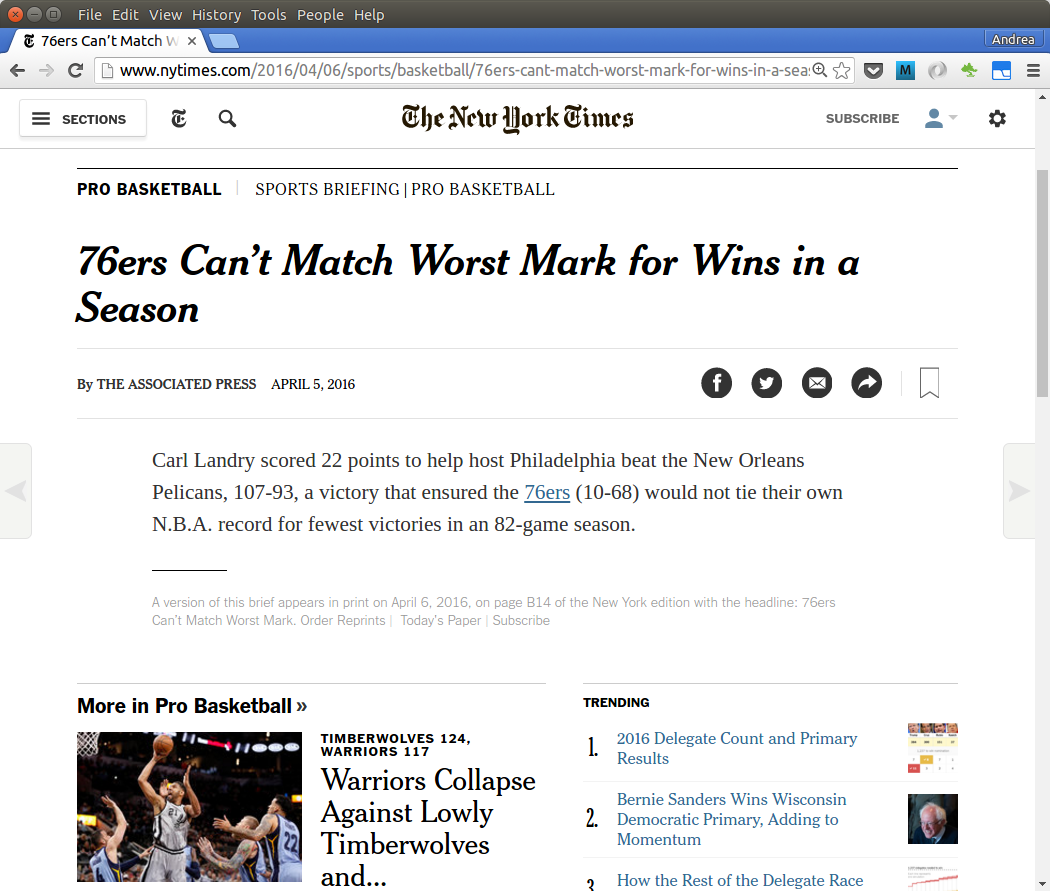 File Edit View History Tools People Help
76ers Can't Match W
Andrea
www.nytimes.com/2016/04/06/sports/basketball/76ers-cant-match-worst-mark-for-wins-in-a-sea
SECTIONS
The New York Times
SUBSCRIBE
PRO BASKETBALL | SPORTS BRIEFING | PRO BASKETBALL
76ers Can't Match Worst Mark for Wins in a
Season
By THE ASSOCIATED PRESS APRIL 5, 2016
Carl Landry scored 22 points to help host Philadelphia beat the New Orleans
Pelicans, 107-93, a victory that ensured the 76ers (10-68) would not tie their own
N.B.A. record for fewest victories in an 82-game season.
A version of this brief appears in print on April 6, 2016, on page B14 of the New York edition with the headline: 76ers
Can't Match Worst Mark. Order Reprints | Today's Paper | Subscribe
More in Pro Basketball »
TIMBERWOLVES 124,
WARRIORS 117
Warriors Collapse
Against Lowly
Timberwolves
and...
TRENDING
1. 2016 Delegate Count and Primary
Results
2. Bernie Sanders Wins Wisconsin
Democratic Primary, Adding to
Momentum
3. How the Rest of the Delegate Race